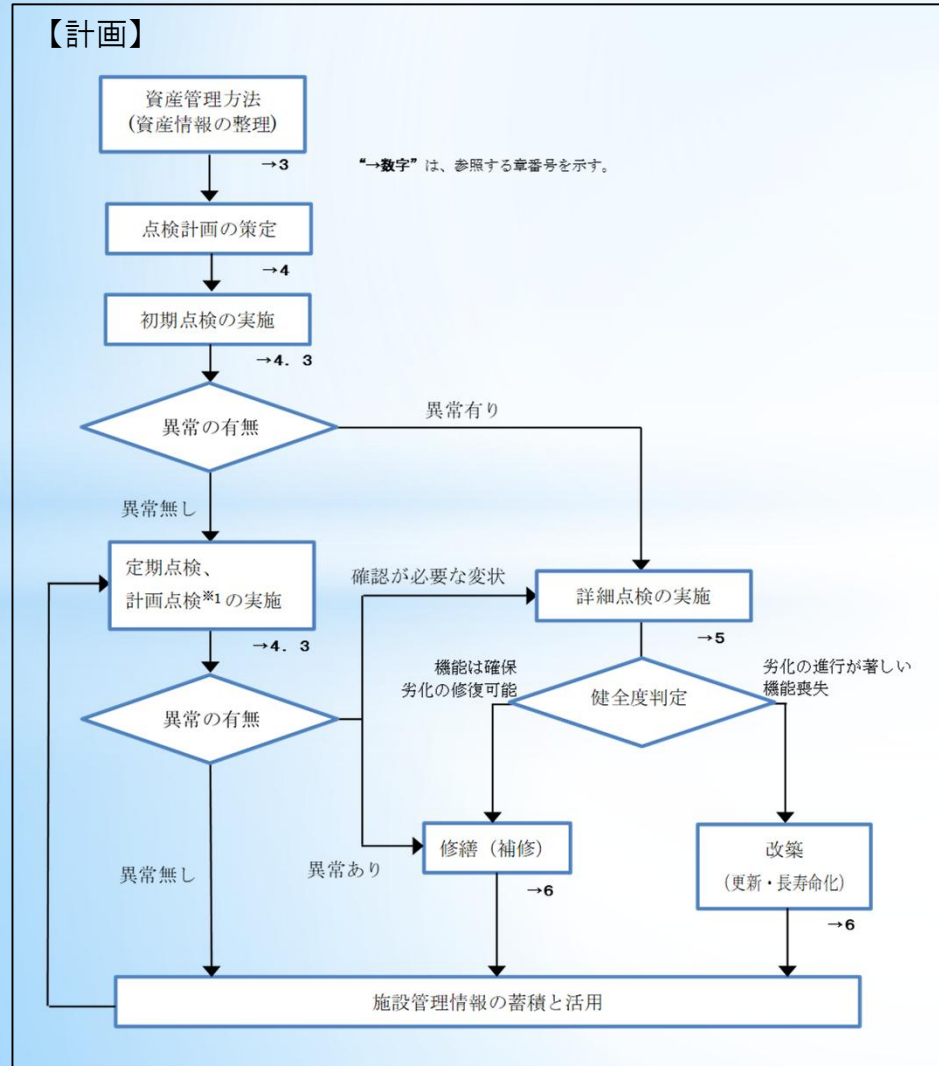 【計画】
資産管理方法
(資産情報の整理)
→3
“→数字” は、参照する章番号を示す。
点検計画の策定
→4
初期点検の実施
→4．3
異常の有無
異常有り
異常無し
定期点検、
計画点検※1の実施
→4．3
確認が必要な変状
詳細点検の実施
→5
機能は確保
劣化の修復可能
劣化の進行が著しい
機能喪失
健全度判定
異常の有無
異常無し
異常あり
修繕（補修）
→6
改築
（更新・長寿命化）
→6
施設管理情報の蓄積と活用